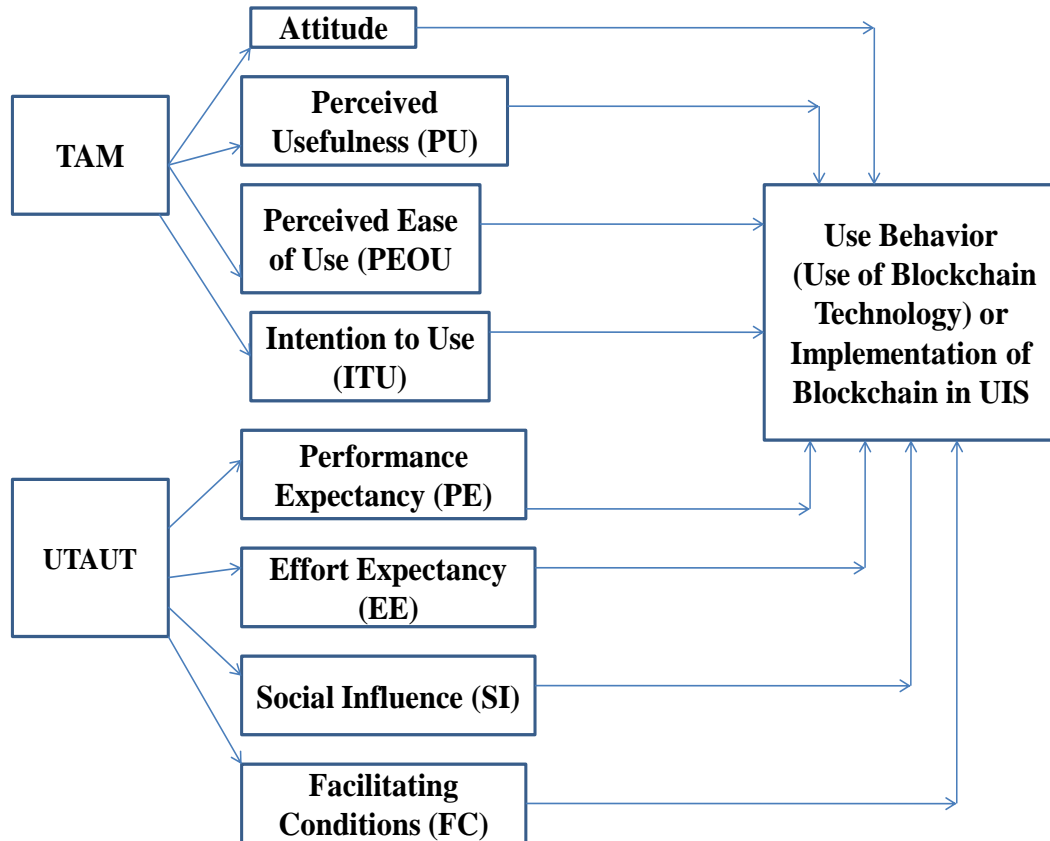 Attitude
TAM
Perceived
Usefulness (PU)
Perceived Ease
of Use (PEOU
Intention to Use
(ITU)
Use Behavior
(Use of Blockchain
Technology) or
Implementation of
Blockchain in UIS
UTAUT
Performance
Expectancy (PE)
Effort Expectancy
(EE)
Social Influence (SI)
Facilitating
Conditions (FC)